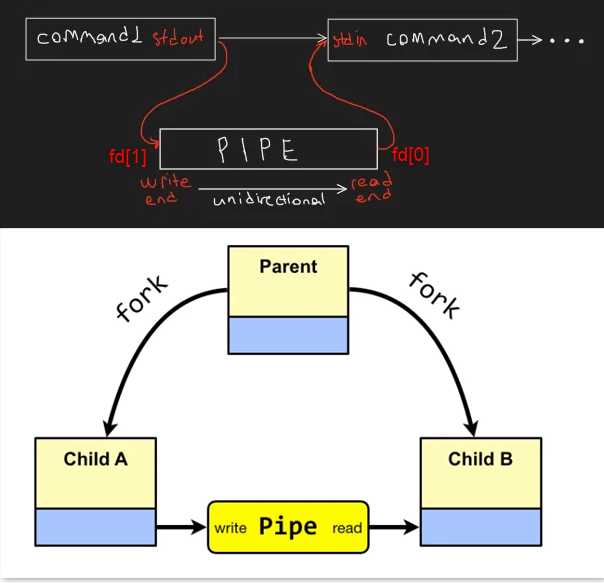 command1 stdout
stdin command2 ...
fd[1]
PIPE
fd[0]
write end
unidirectional
read end
Parent
fork
fork
Child A
Child B
write Pipe read